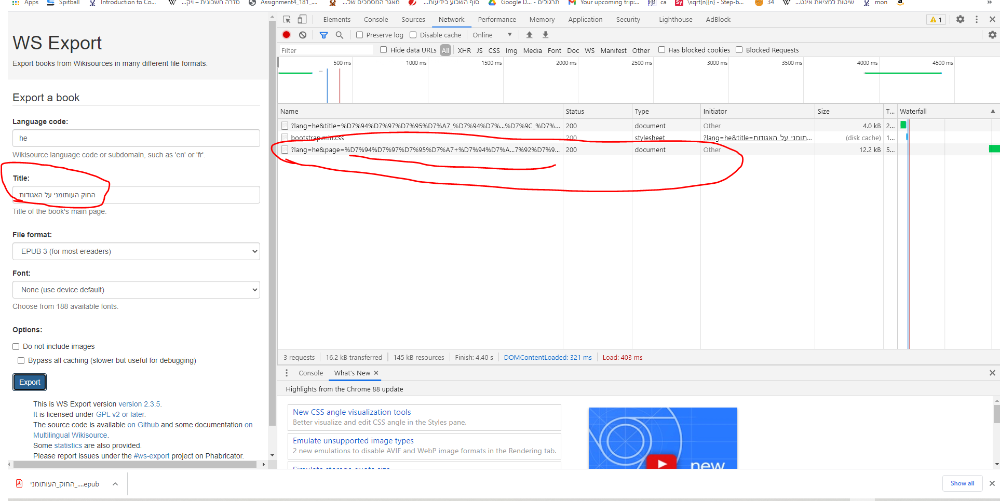 Apps Spitball Introduction to Co... סדרה חשבונית – ויק... Assignment4_181_.... מאגר המסמכים של... סוף השבוע בידיעות... תרגולים - Google D... Your upcoming trip:... ca \sqrt[n]{n} - Step-b... 34 שיטות למציאת אינט... mon »
WS Export
Export books from Wikisources in many different file formats.
Export a book
Language code:
he
Wikisource language code or subdomain, such as 'en' or 'fr'.
Title:
החוק העותומני על האגודות
Title of the book's main page.
File format:
EPUB 3 (for most ereaders)
Font:
None (use device default)
Choose from 188 available fonts.
Options:
Do not include images
Bypass all caching (slower but useful for debugging)
Export
This is WS Export version version 2.3.5.
It is licensed under GPL v2 or later.
The source code is available on Github and some documentation on
Multilingual Wikisource.
Some statistics are also provided.
Please report issues under the #ws-export project on Phabricator.
Elements Console Sources Network Performance Memory Application Security Lighthouse AdBlock 1
Preserve log Disable cache Online
Filter Hide data URLs All XHR JS CSS Img Media Font Doc WS Manifest Other Has blocked cookies Blocked Requests
500 ms 1000 ms 1500 ms 2000 ms 2500 ms 3000 ms 3500 ms 4000 ms 4500 ms
Name Status Type Initiator Size T... Waterfall
?lang=he&title=%D7%94%D7%97%D7%95%D7%A7_%D7%94%D7%...%D7%9C_%D7%... 200 document Other 4.0 kB 2...
bootstrap.min.css 200 stylesheet ?lang=he&title=תומני על האגודות... (disk cache) 1...
?lang=he&page=%D7%94%D7%97%D7%95%D7%A7+%D7%94%D7%A...7%92%D7%9... 200 document Other 12.2 kB 5...
3 requests 16.2 kB transferred 145 kB resources Finish: 4.40 s DOMContentLoaded: 321 ms Load: 403 ms
Console What's New
Highlights from the Chrome 88 update
New CSS angle visualization tools
Better visualize and edit CSS angle in the Styles pane.
Emulate unsupported image types
2 new emulations to disable AVIF and WebP image formats in the Rendering tab.
Simulate storage quota size
new
החוק_העותומני_....epub
Show all